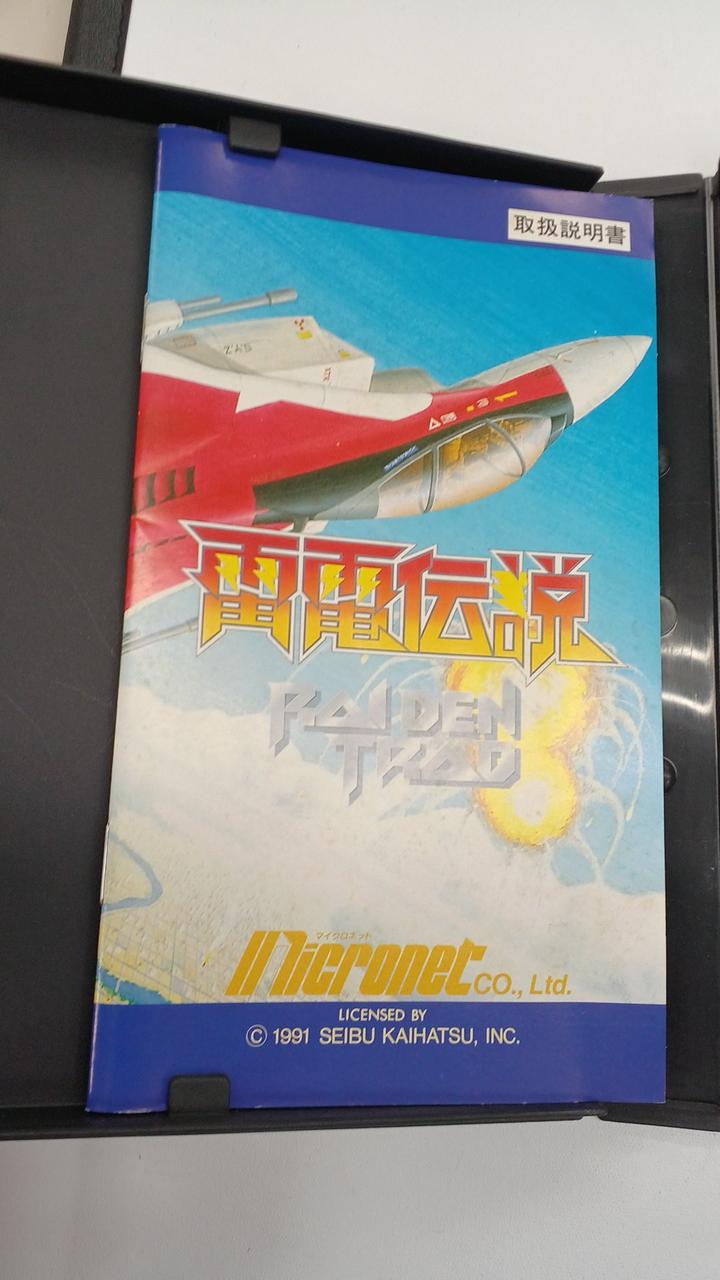 取扱説明書
S.Y.Z
雷電伝説
RAIDEN
TRAD
マイクロネット
Micronet CO., Ltd.
LICENSED BY
© 1991 SEIBU KAIHATSU, INC.